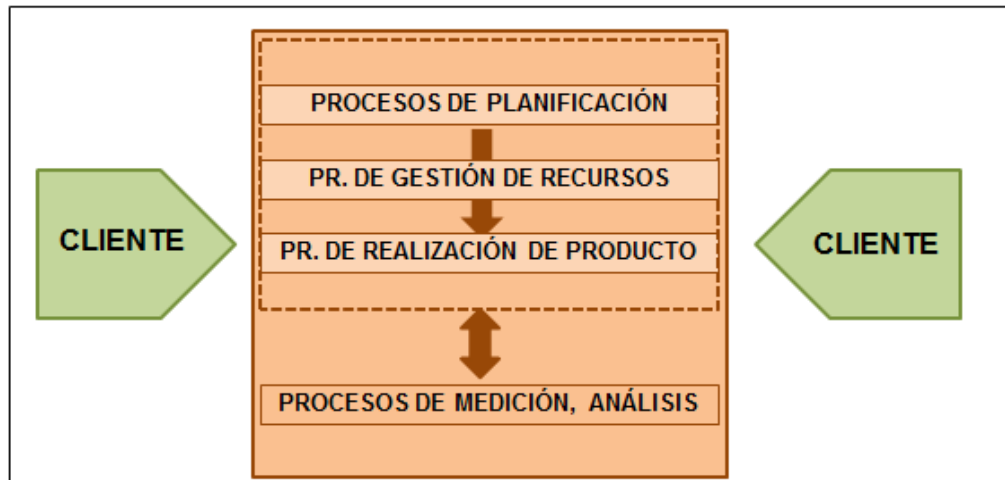 PROCESOS DE PLANIFICACIÓN
PR. DE GESTIÓN DE RECURSOS
CLIENTE
PR. DE REALIZACIÓN DE PRODUCTO
CLIENTE
PROCESOS DE MEDICIÓN, ANÁLISIS